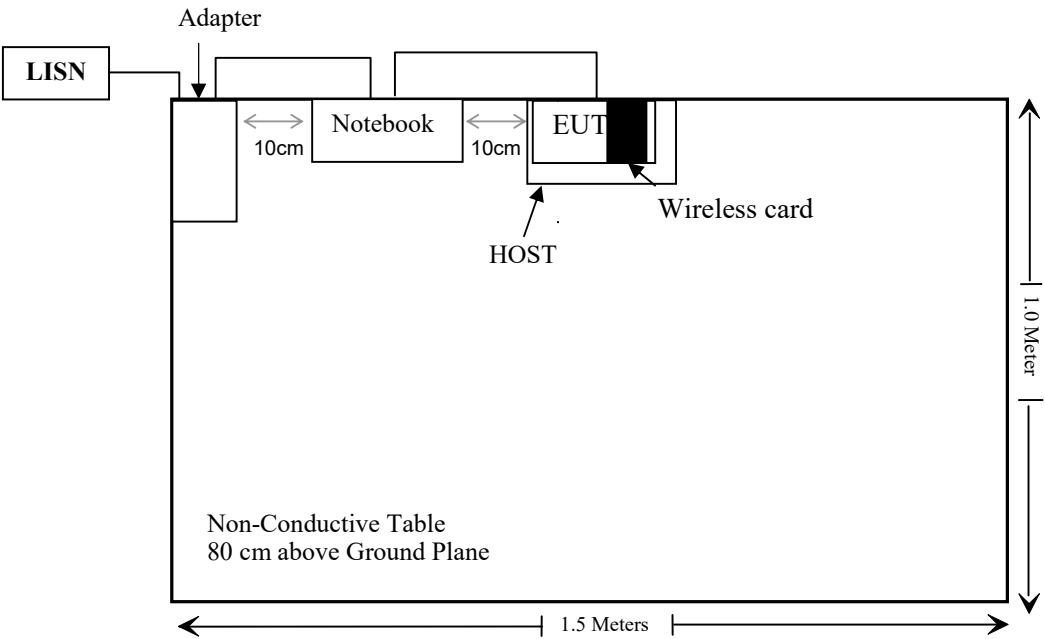 Adapter
LISN
Notebook
EUT
10cm
10cm
Wireless card
HOST
1.0 Meter
Non-Conductive Table
80 cm above Ground Plane
1.5 Meters